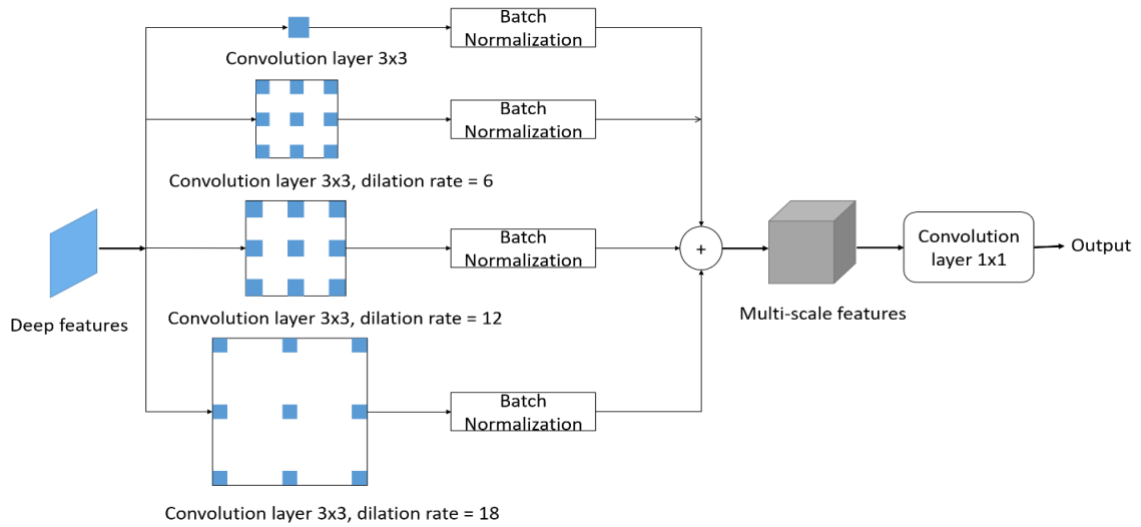 Batch
Normalization
Convolution layer 3x3
Batch
Normalization
Convolution layer 3x3, dilation rate = 6
Batch
Normalization
Convolution layer 3x3, dilation rate = 12
Deep features
+
Multi-scale features
Convolution
layer 1x1
Output
Batch
Normalization
Convolution layer 3x3, dilation rate = 18